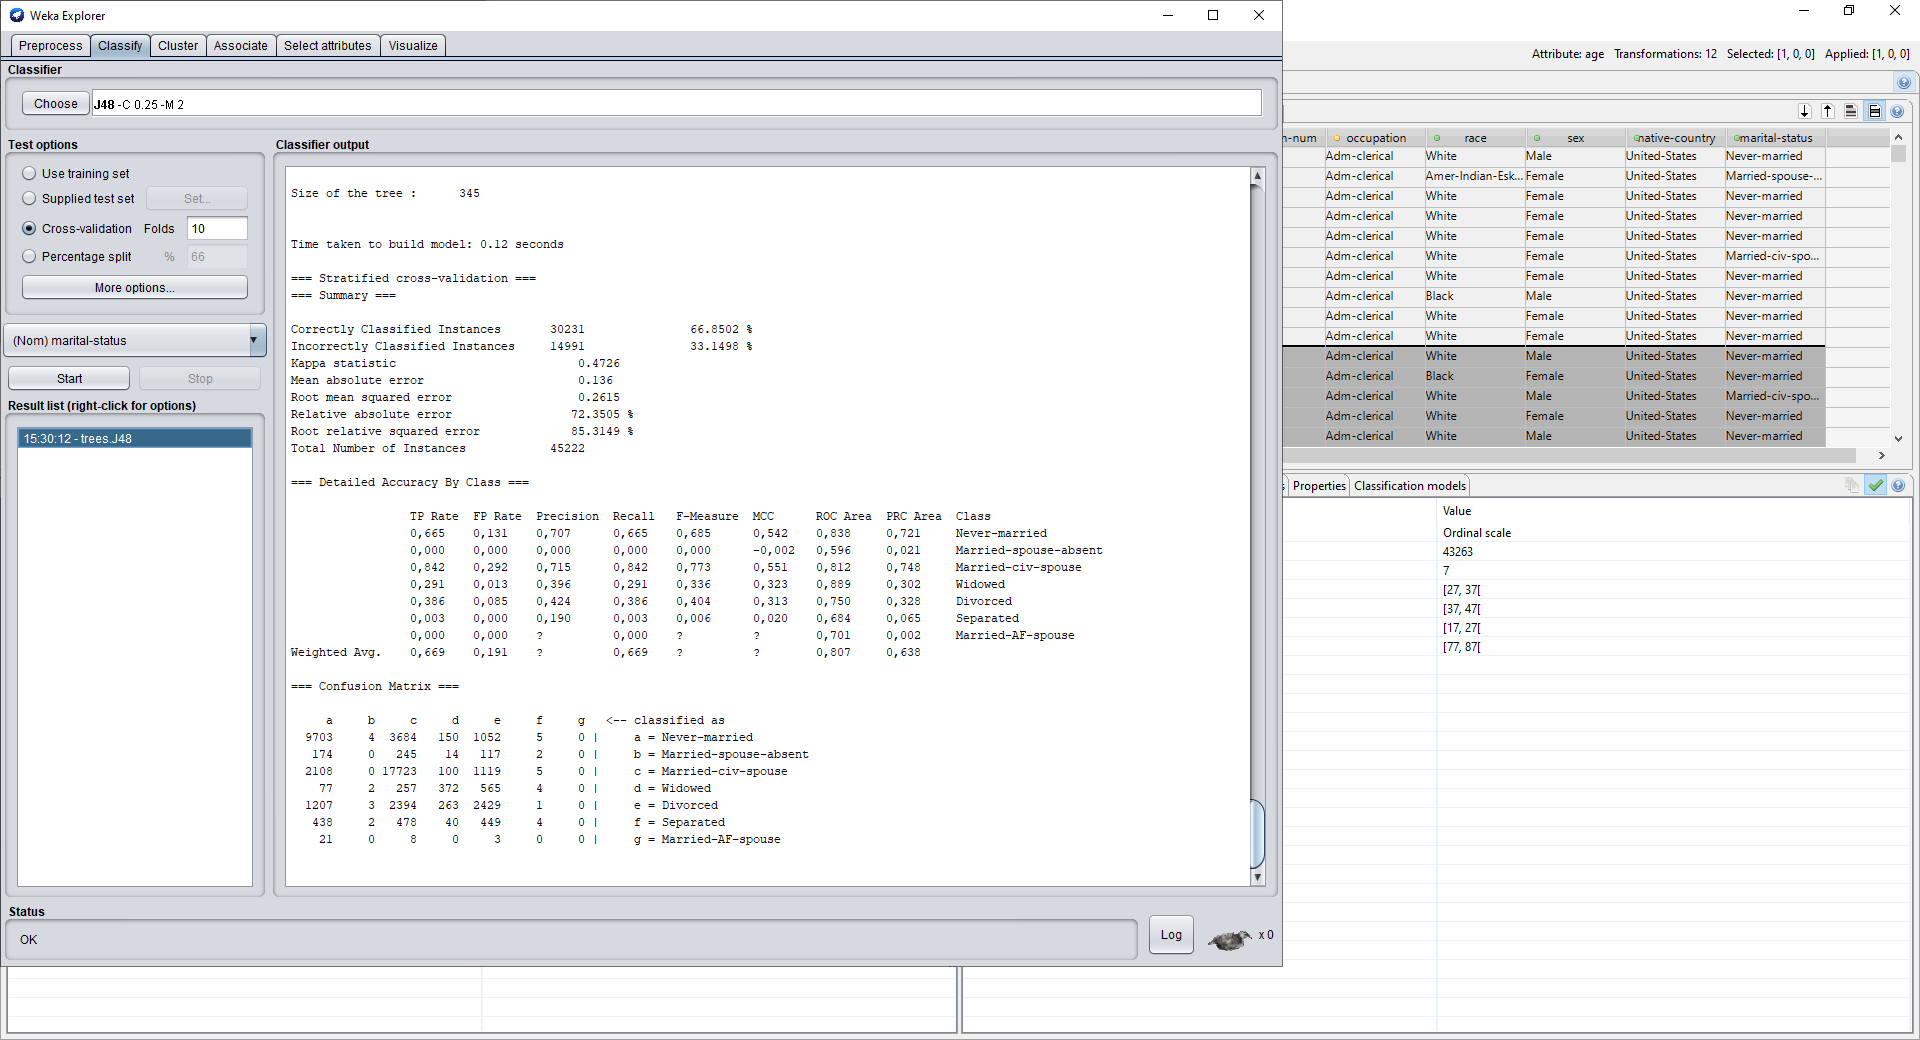 Weka Explorer
Preprocess Classify Cluster Associate Select attributes Visualize
Classifier
Choose J48 -C 0.25 -M 2
Test options
Use training set
Supplied test set Set...
Cross-validation Folds 10
Percentage split % 66
More options...
(Nom) marital-status
Start Stop
Result list (right-click for options)
15:30:12 - trees.J48
Classifier output
Size of the tree : 345
Time taken to build model: 0.12 seconds
=== Stratified cross-validation ===
=== Summary ===
Correctly Classified Instances 30231 66.8502 %
Incorrectly Classified Instances 14991 33.1498 %
Kappa statistic 0.4726
Mean absolute error 0.136
Root mean squared error 0.2615
Relative absolute error 72.3505 %
Root relative squared error 85.3149 %
Total Number of Instances 45222
=== Detailed Accuracy By Class ===
TP Rate FP Rate Precision Recall F-Measure MCC ROC Area PRC Area Class
0,665 0,131 0,707 0,665 0,685 0,542 0,838 0,721 Never-married
0,000 0,000 0,000 0,000 0,000 -0,002 0,596 0,021 Married-spouse-absent
0,842 0,292 0,715 0,842 0,773 0,551 0,812 0,748 Married-civ-spouse
0,291 0,013 0,396 0,291 0,336 0,323 0,889 0,302 Widowed
0,386 0,085 0,424 0,386 0,404 0,313 0,750 0,328 Divorced
0,003 0,000 0,190 0,003 0,006 0,020 0,684 0,065 Separated
0,000 0,000 ? 0,000 ? ? 0,701 0,002 Married-AF-spouse
Weighted Avg. 0,669 0,191 ? 0,669 ? ? 0,807 0,638
=== Confusion Matrix ===
a b c d e f g <-- classified as
9703 4 3684 150 1052 5 0 | a = Never-married
174 0 245 14 117 2 0 | b = Married-spouse-absent
2108 0 17723 100 1119 5 0 | c = Married-civ-spouse
77 2 257 372 565 4 0 | d = Widowed
1207 3 2394 263 2429 1 0 | e = Divorced
438 2 478 40 449 4 0 | f = Separated
21 0 8 0 3 0 0 | g = Married-AF-spouse
Status
OK
Log x 0
Attribute: age Transformations: 12 Selected: [1, 0, 0] Applied: [1, 0, 0]
n-num occupation race sex native-country marital-status
Adm-clerical White Male United-States Never-married
Adm-clerical Amer-Indian-Esk... Female United-States Married-spouse-...
Adm-clerical White Female United-States Never-married
Adm-clerical White Female United-States Never-married
Adm-clerical White Female United-States Never-married
Adm-clerical White Female United-States Married-civ-spo...
Adm-clerical White Female United-States Never-married
Adm-clerical Black Male United-States Never-married
Adm-clerical White Female United-States Never-married
Adm-clerical White Female United-States Never-married
Adm-clerical White Male United-States Never-married
Adm-clerical Black Female United-States Never-married
Adm-clerical White Male United-States Married-civ-spo...
Adm-clerical White Female United-States Never-married
Adm-clerical White Male United-States Never-married
s Properties Classification models
Value
Ordinal scale
43263
7
[27, 37[
[37, 47[
[17, 27[
[77, 87[